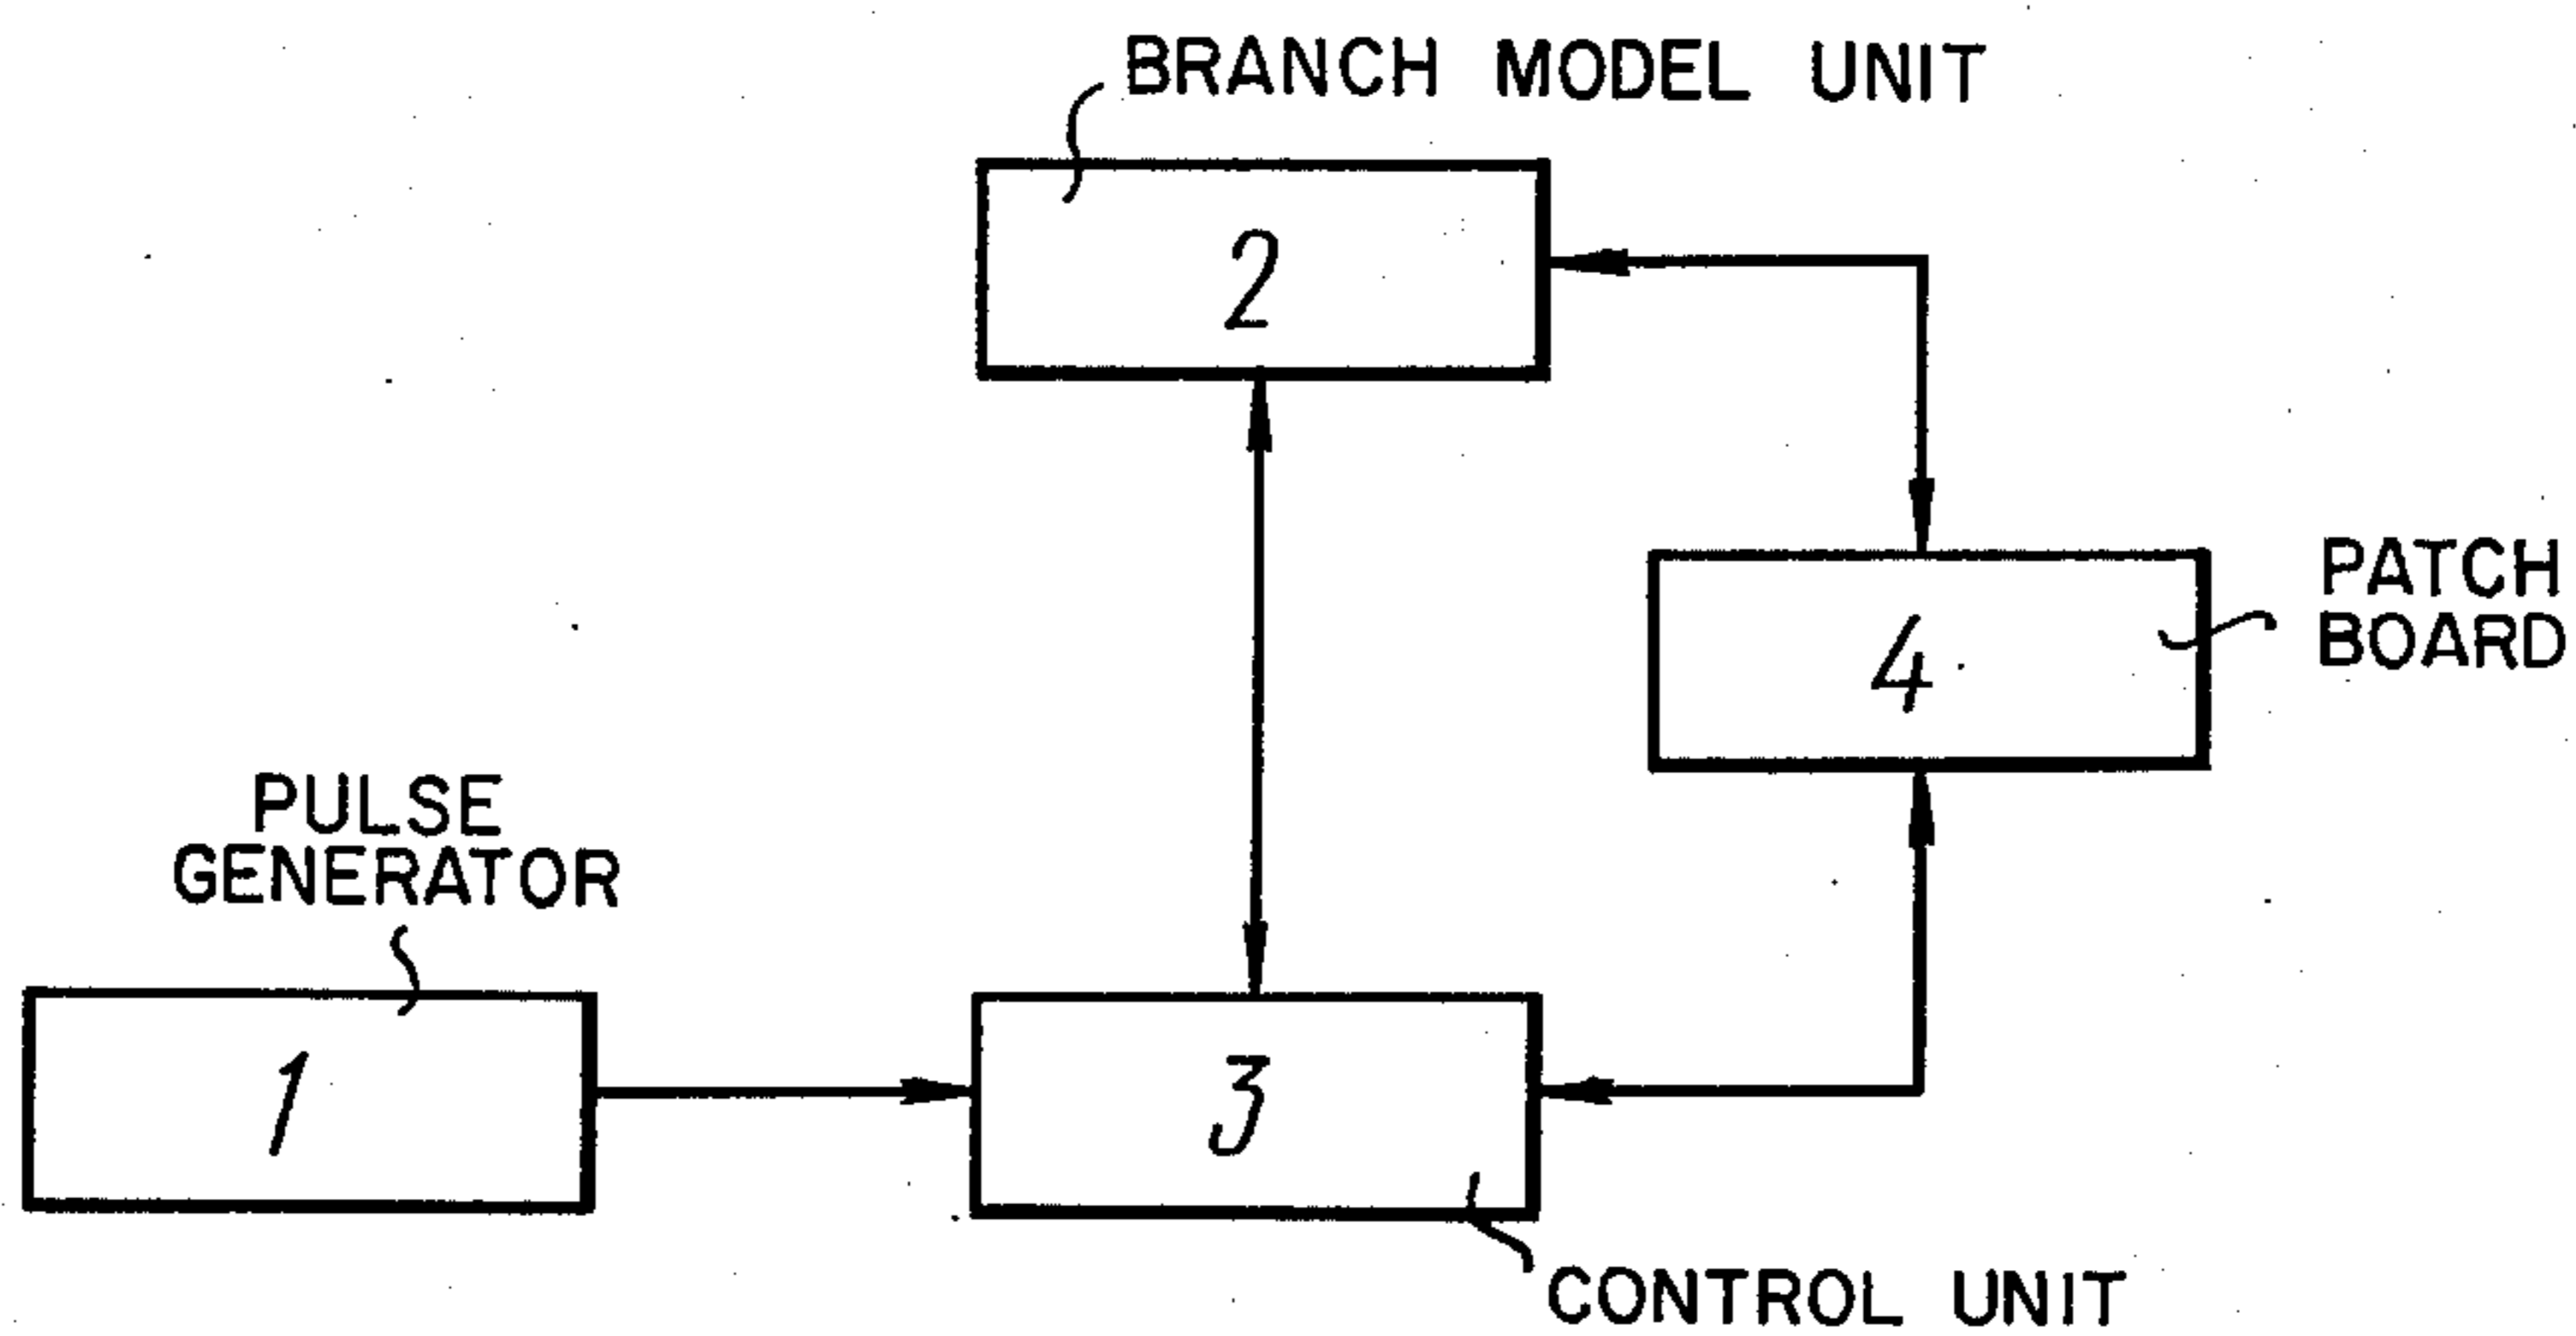 BRANCH MODEL UNIT
2
PATCH
BOARD
4
PULSE
GENERATOR
1
3
CONTROL UNIT